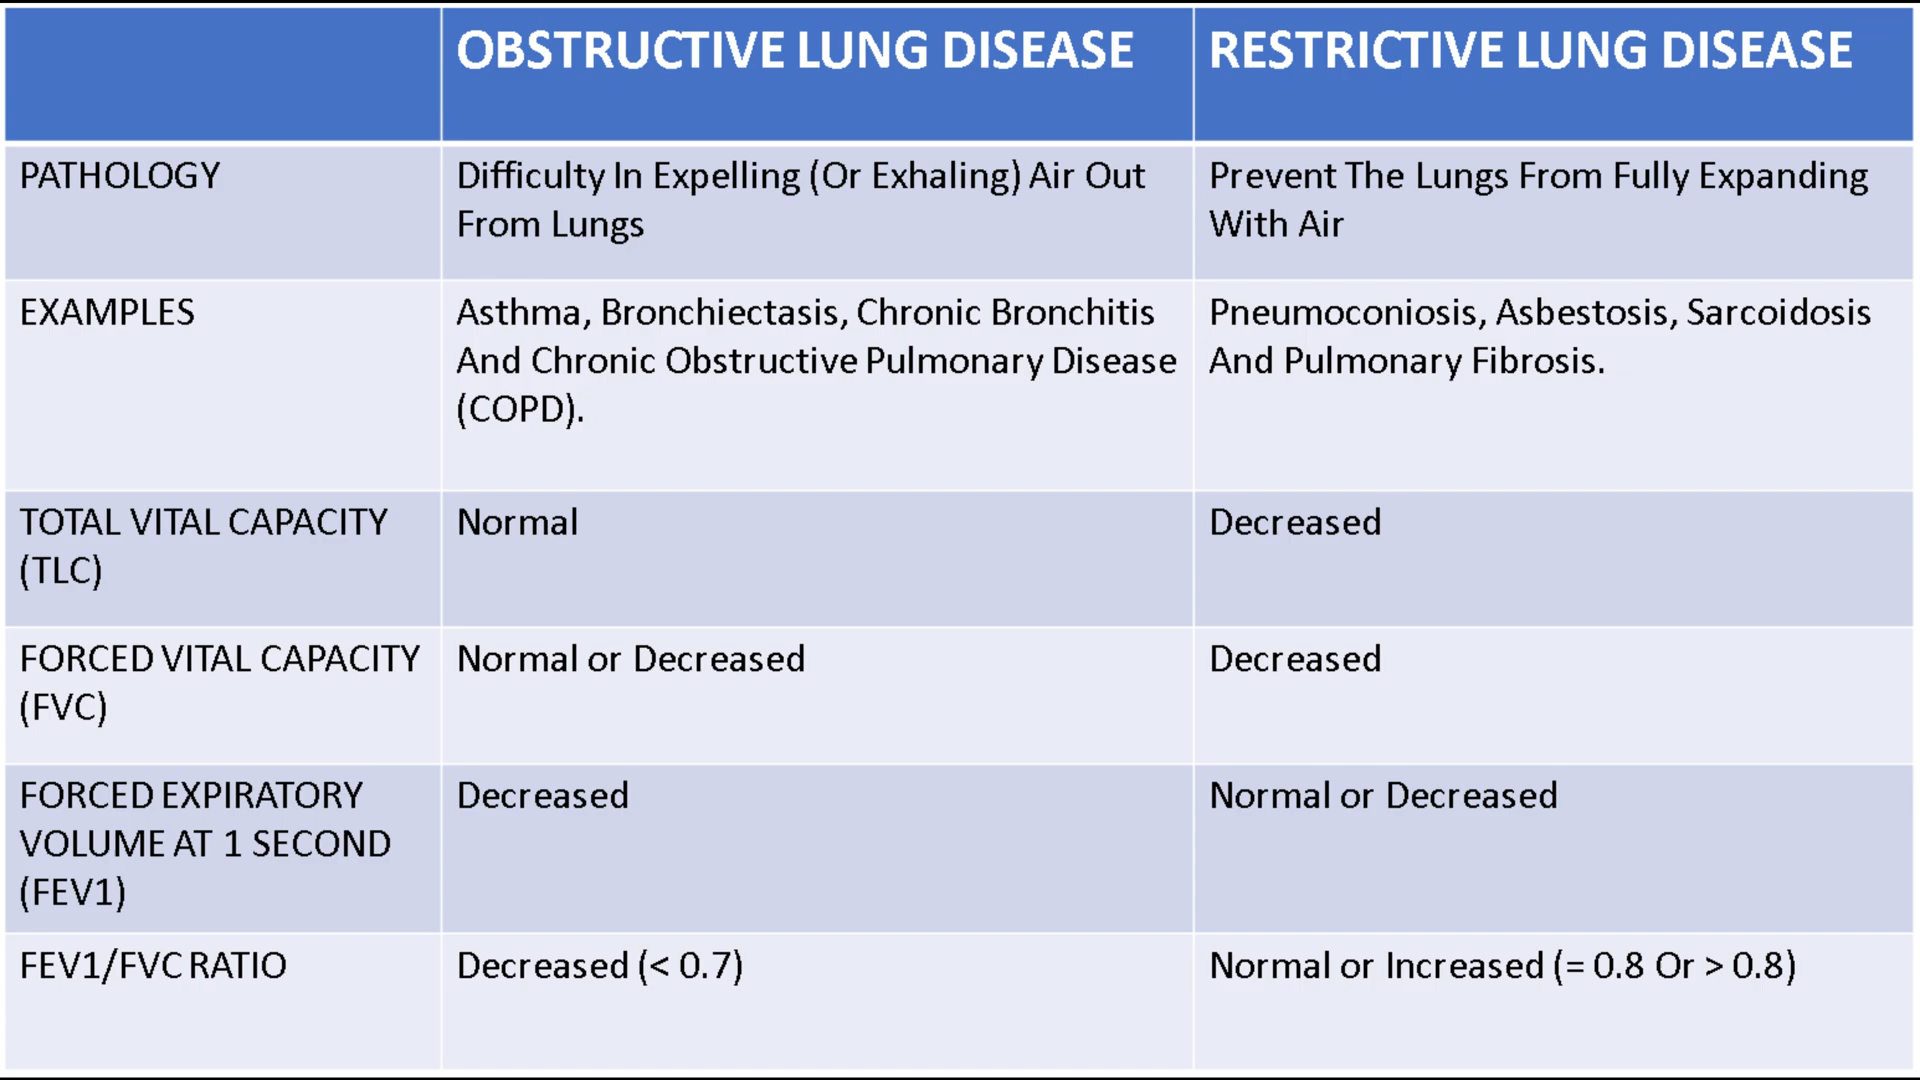 OBSTRUCTIVE LUNG DISEASE
RESTRICTIVE LUNG DISEASE
PATHOLOGY
Difficulty In Expelling (Or Exhaling) Air Out
From Lungs
Prevent The Lungs From Fully Expanding
With Air
EXAMPLES
Asthma, Bronchiectasis, Chronic Bronchitis
And Chronic Obstructive Pulmonary Disease
(COPD).
Pneumoconiosis, Asbestosis, Sarcoidosis
And Pulmonary Fibrosis.
TOTAL VITAL CAPACITY
(TLC)
Normal
Decreased
FORCED VITAL CAPACITY
(FVC)
Normal or Decreased
Decreased
FORCED EXPIRATORY
VOLUME AT 1 SECOND
(FEV1)
Decreased
Normal or Decreased
FEV1/FVC RATIO
Decreased (< 0.7)
Normal or Increased (= 0.8 Or > 0.8)